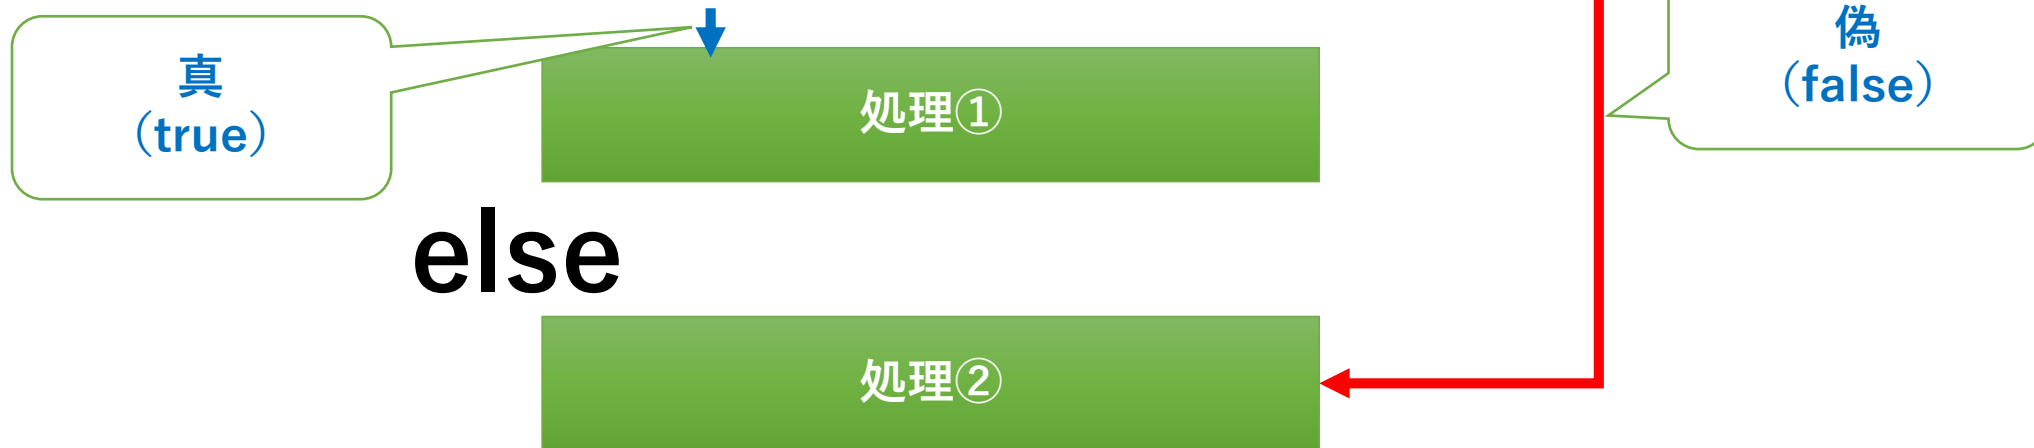 真
（true）
偽
（false）
処理①
else
処理②